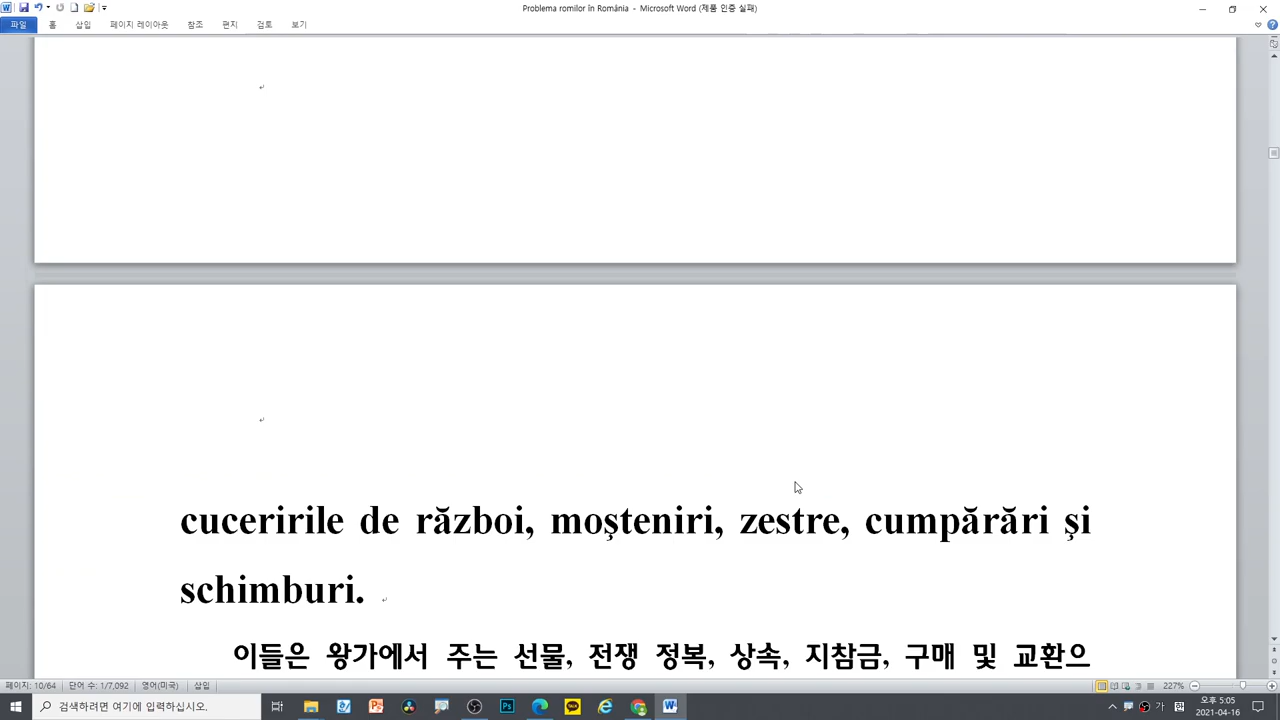 Problema romilor în România - Microsoft Word (제품 인증 실패)
파일 홈 삽입 페이지 레이아웃 참조 편지 검토 보기
cuceririle de război, moşteniri, zestre, cumpărări şi
schimburi.
이들은 왕가에서 주는 선물, 전쟁 정복, 상속, 지참금, 구매 및 교환으
페이지: 10/64 단어 수: 1/7,092 영어(미국) 삽입 227%
검색하려면 여기에 입력하십시오. 가 오후 5:05
2021-04-16